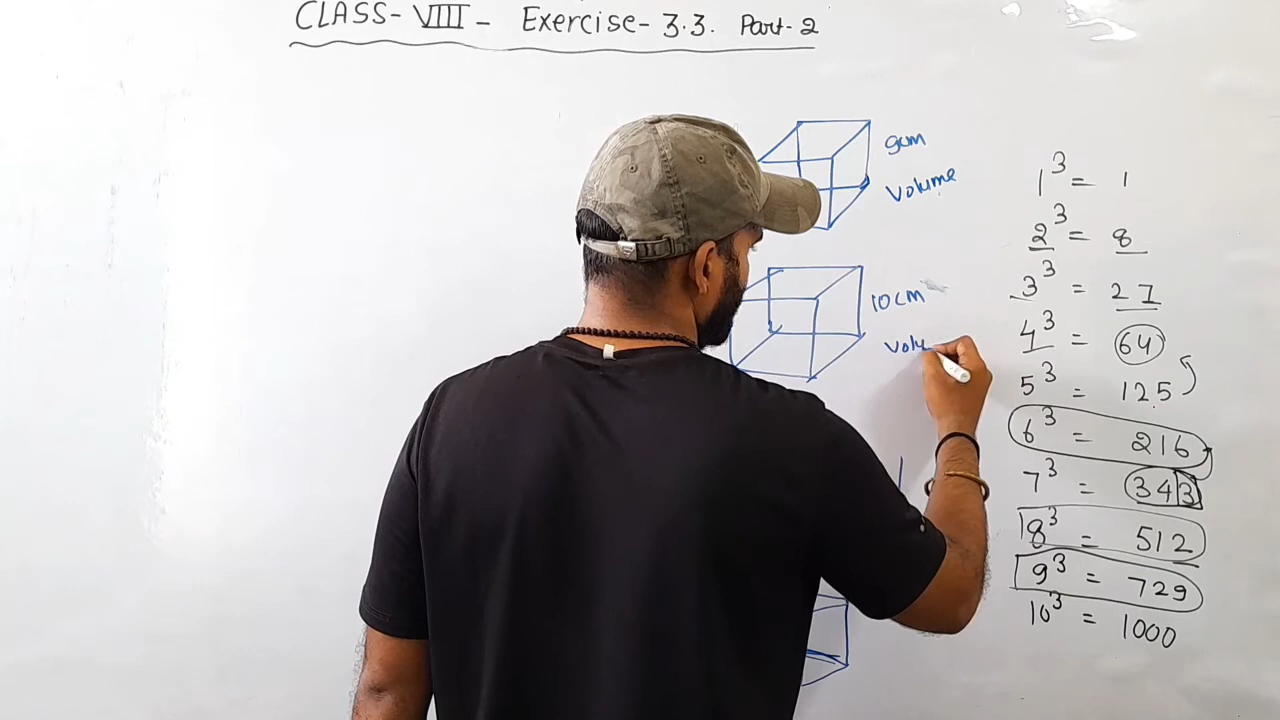 CLASS-VIII- Exercise-3.3. Part-2
9cm
Volume
10cm
Volu
1³ = 1
2³ = 8
3³ = 27
4³ = 64
5³ = 125
6³ = 216
7³ = 343
8³ = 512
9³ = 729
10³ = 1000